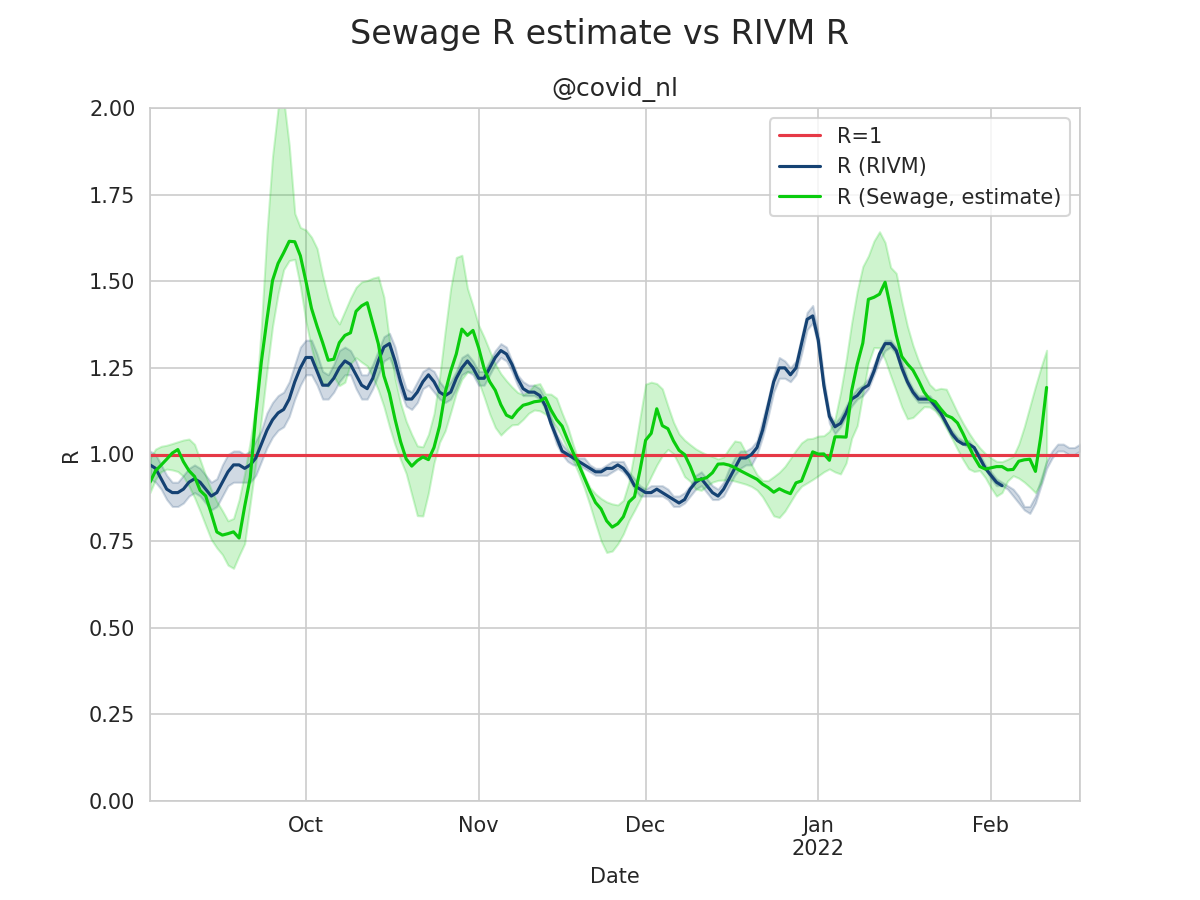 Sewage R estimate vs RIVM R
@covid_nl
R=1
R (RIVM)
R (Sewage, estimate)
2.00
1.75
1.50
1.25
1.00
0.75
0.50
0.25
0.00
R
Oct
Nov
Dec
Jan
2022
Feb
Date